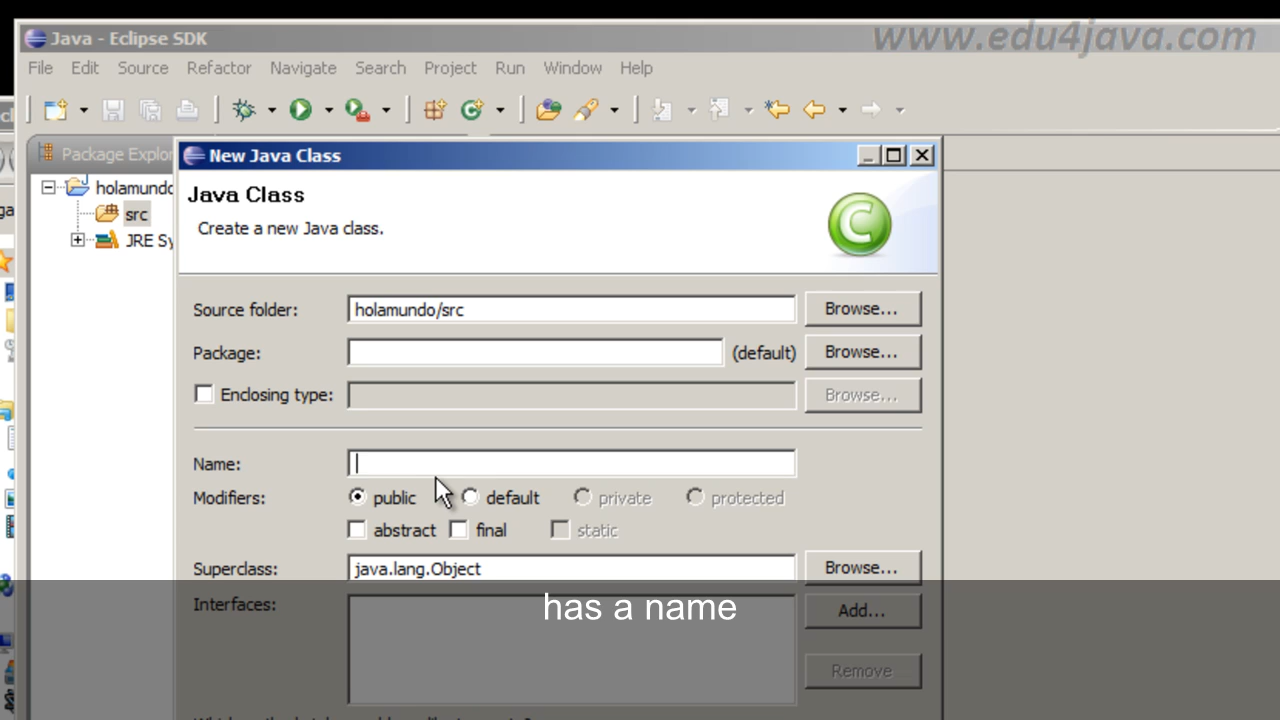 www.edu4java.com
Java - Eclipse SDK
File Edit Source Refactor Navigate Search Project Run Window Help
Package Explor
New Java Class
holamundo
src
JRE Sy
Java Class
Create a new Java class.
Source folder: holamundo/src Browse...
Package: (default) Browse...
Enclosing type: Browse...
Name:
Modifiers: public default private protected
abstract final static
Superclass: java.lang.Object Browse...
Interfaces: Add...
has a name
Remove